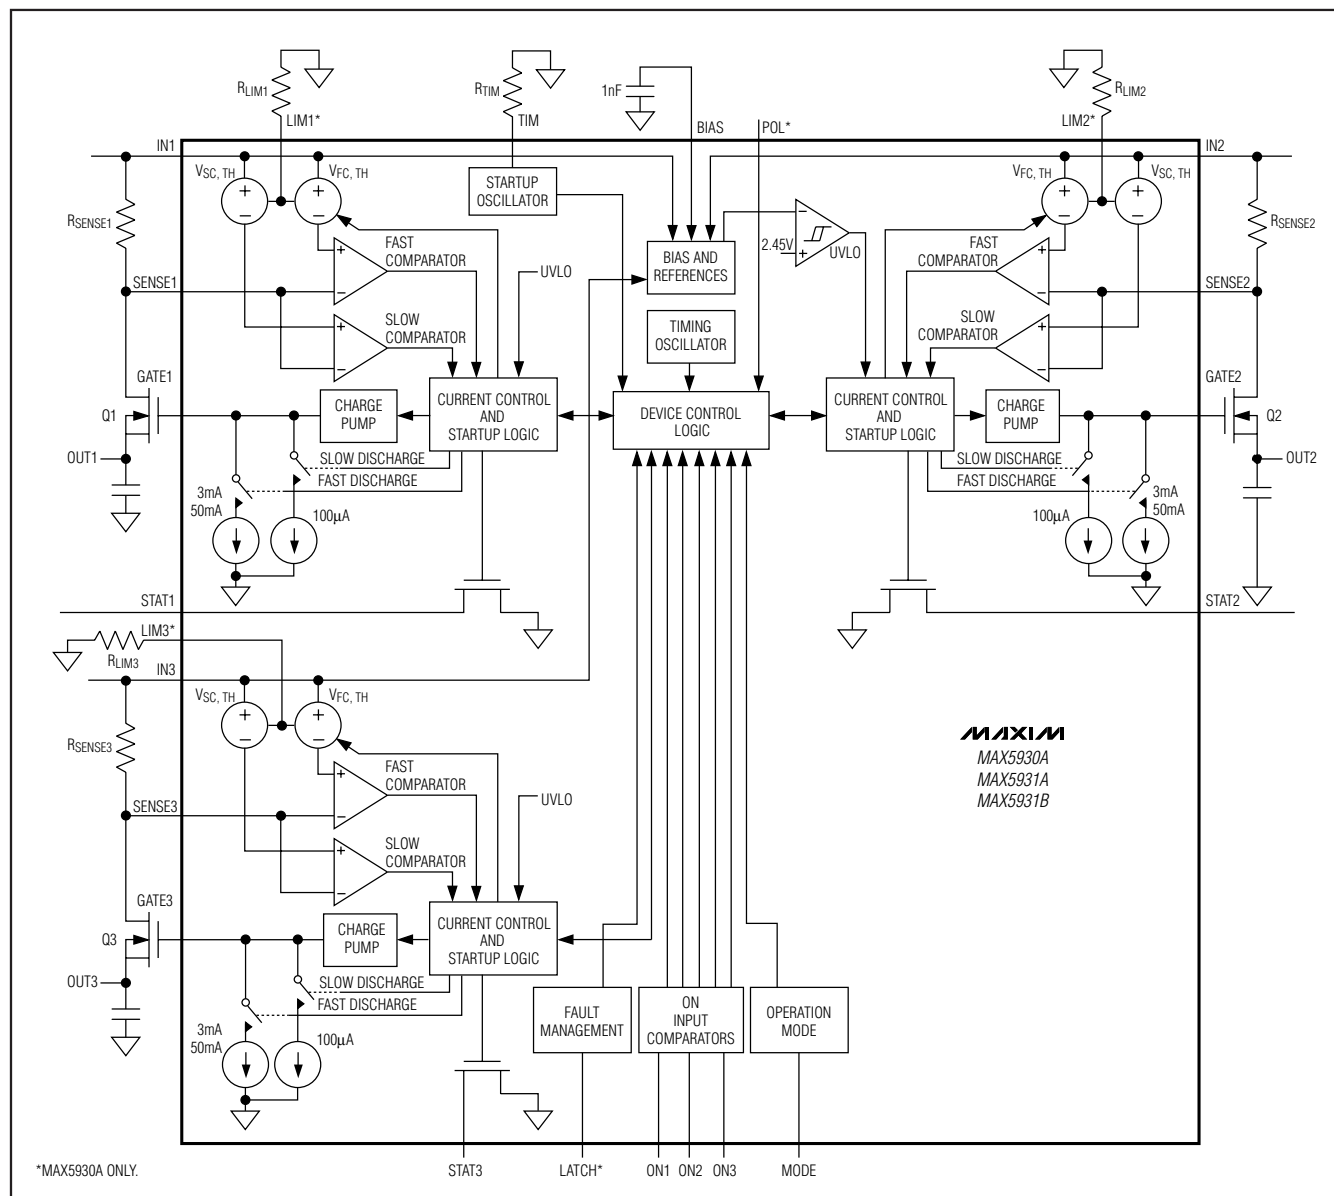 RLIM1
LIM1*
RTIM
TIM
1nF
BIAS
POL*
RLIM2
LIM2*
IN1
IN2
VSC, TH
VFC, TH
STARTUP
OSCILLATOR
VFC, TH
VSC, TH
+
−
+
−
+
−
+
−
RSENSE1
RSENSE2
FAST
COMPARATOR
UVLO
BIAS AND
REFERENCES
2.45V
−
+
UVLO
FAST
COMPARATOR
+
−
+
−
SENSE1
SENSE2
SLOW
COMPARATOR
TIMING
OSCILLATOR
SLOW
COMPARATOR
+
−
+
−
GATE1
GATE2
Q1
CHARGE
PUMP
CURRENT CONTROL
AND
STARTUP LOGIC
DEVICE CONTROL
LOGIC
CURRENT CONTROL
AND
STARTUP LOGIC
CHARGE
PUMP
Q2
OUT1
OUT2
SLOW DISCHARGE
FAST DISCHARGE
SLOW DISCHARGE
FAST DISCHARGE
3mA
50mA
100µA
100µA
3mA
50mA
STAT1
STAT2
LIM3*
RLIM3
IN3
VSC, TH
VFC, TH
+
−
+
−
RSENSE3
FAST
COMPARATOR
+
−
UVLO
SENSE3
SLOW
COMPARATOR
+
−
MAXIM
MAX5930A
MAX5931A
MAX5931B
GATE3
Q3
CHARGE
PUMP
CURRENT CONTROL
AND
STARTUP LOGIC
OUT3
SLOW DISCHARGE
FAST DISCHARGE
3mA
50mA
100µA
FAULT
MANAGEMENT
ON
INPUT
COMPARATORS
OPERATION
MODE
*MAX5930A ONLY.
STAT3
LATCH*
ON1
ON2
ON3
MODE